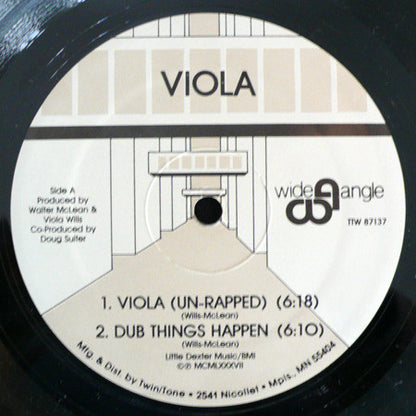 VIOLA
Side A
Produced by
Walter McLean &
Viola Wills
Co-Produced by
Doug Suiter
wide angle
TTW 87137
1. VIOLA (UN-RAPPED) (6:18)
(Wills-McLean)
2. DUB THINGS HAPPEN (6:10)
(Wills-McLean)
Little Dexter Music/BMI
©℗ MCMLXXXVII
Mfg. & Dist. by Twin/Tone • 2541 Nicollet • Mpls., MN 55404